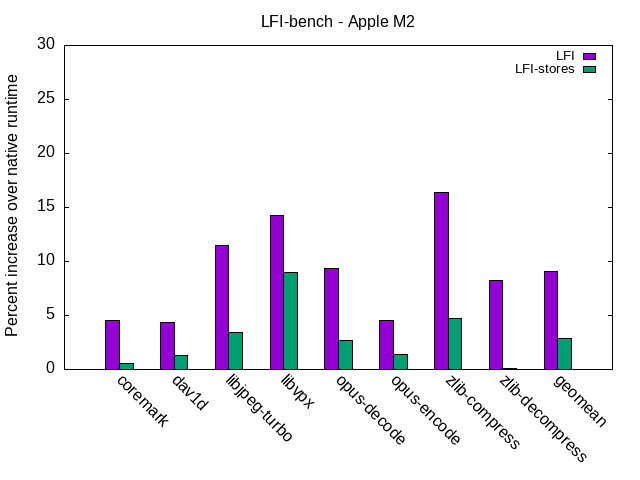 LFI-bench - Apple M2
Percent increase over native runtime
30
25
20
15
10
5
0
LFI
LFI-stores
coremark
dav1d
libjpeg-turbo
libvpx
opus-decode
opus-encode
zlib-compress
zlib-decompress
geomean